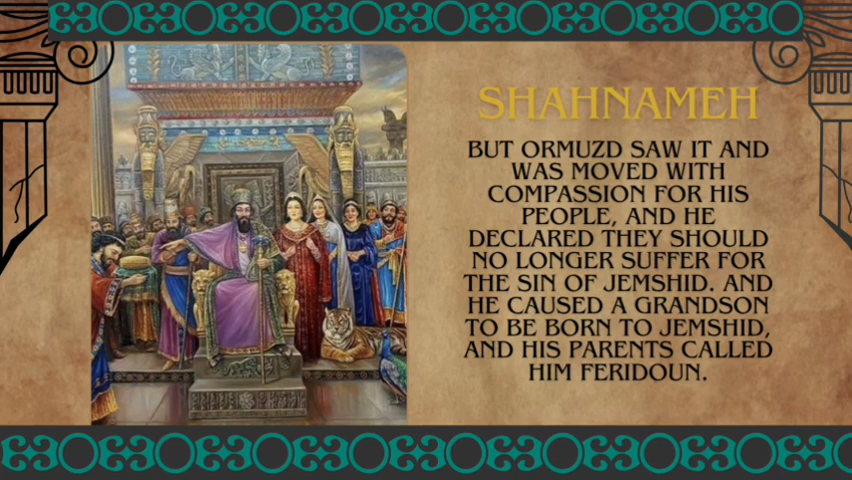 SHAHNAMEH
BUT ORMUZD SAW IT AND
WAS MOVED WITH
COMPASSION FOR HIS
PEOPLE, AND HE
DECLARED THEY SHOULD
NO LONGER SUFFER FOR
THE SIN OF JEMSHID. AND
HE CAUSED A GRANDSON
TO BE BORN TO JEMSHID,
AND HIS PARENTS CALLED
HIM FERIDOUN.